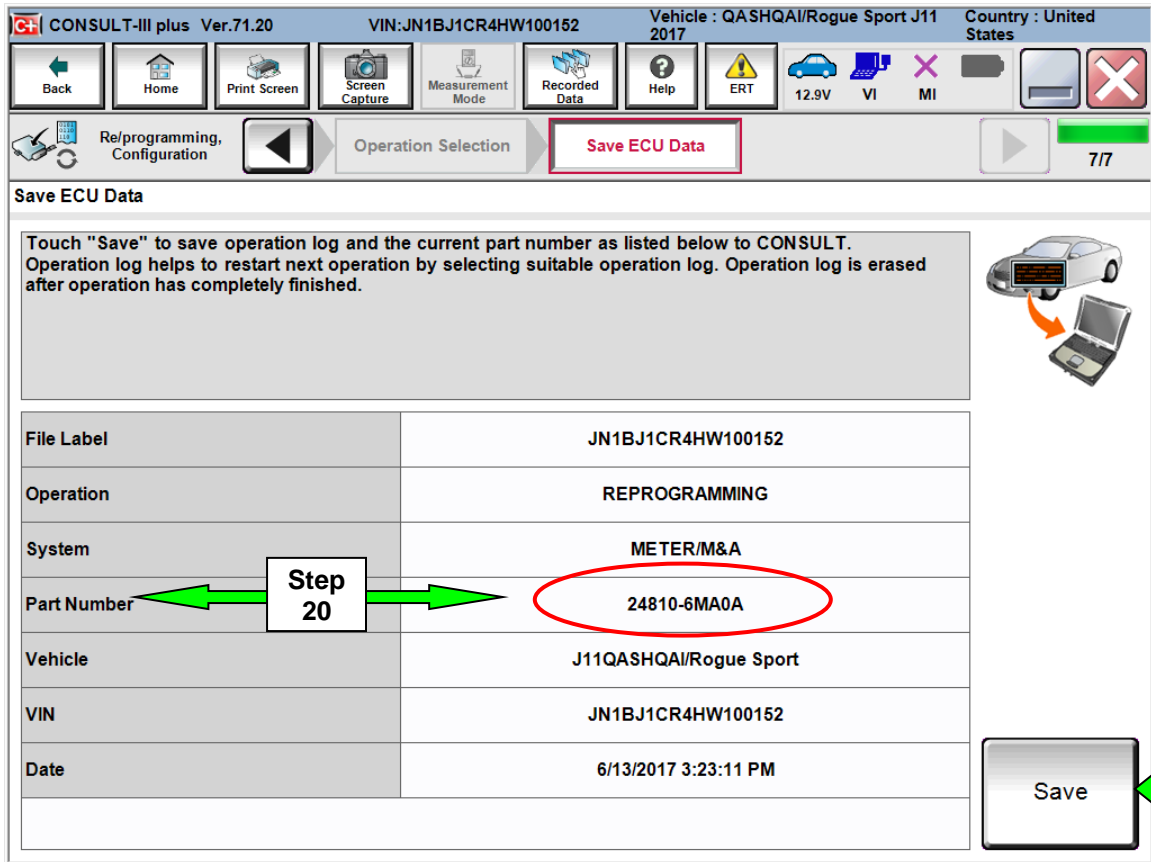 C+ CONSULT-III plus Ver.71.20 VIN:JN1BJ1CR4HW100152 Vehicle : QASHQAI/Rogue Sport J11 2017 Country : United States
Back Home Print Screen Screen Capture Measurement Mode Recorded Data Help ERT 12.9V VI MI
Re/programming, Configuration Operation Selection Save ECU Data 7/7
Save ECU Data
Touch "Save" to save operation log and the current part number as listed below to CONSULT.
Operation log helps to restart next operation by selecting suitable operation log. Operation log is erased
after operation has completely finished.
File Label JN1BJ1CR4HW100152
Operation REPROGRAMMING
System METER/M&A
Part Number Step 20 24810-6MA0A
Vehicle J11QASHQAI/Rogue Sport
VIN JN1BJ1CR4HW100152
Date 6/13/2017 3:23:11 PM
Save